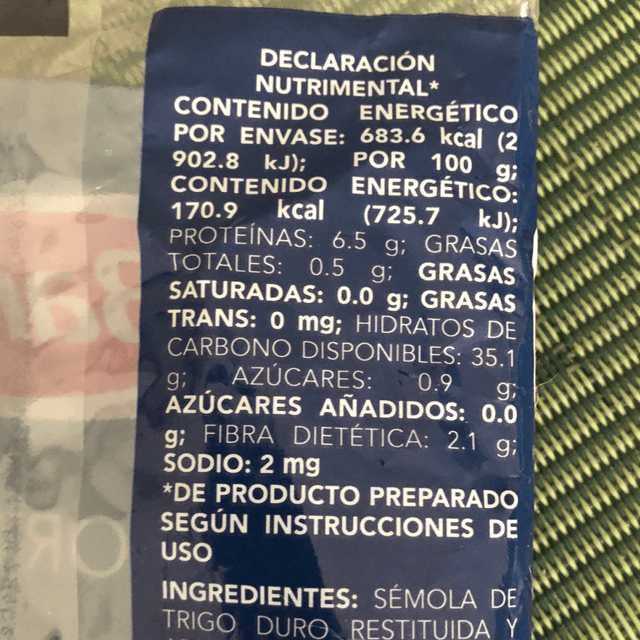 DECLARACIÓN
NUTRIMENTAL*
CONTENIDO ENERGÉTICO
POR ENVASE: 683.6 kcal (2
902.8 kJ); POR 100 g;
CONTENIDO ENERGÉTICO:
170.9 kcal (725.7 kJ);
PROTEÍNAS: 6.5 g; GRASAS
TOTALES: 0.5 g; GRASAS
SATURADAS: 0.0 g; GRASAS
TRANS: 0 mg; HIDRATOS DE
CARBONO DISPONIBLES: 35.1
g; AZÚCARES: 0.9 g;
AZÚCARES AÑADIDOS: 0.0
g; FIBRA DIETÉTICA: 2.1 g;
SODIO: 2 mg
*DE PRODUCTO PREPARADO
SEGÚN INSTRUCCIONES DE
USO
INGREDIENTES: SÉMOLA DE
TRIGO DURO RESTITUIDA Y